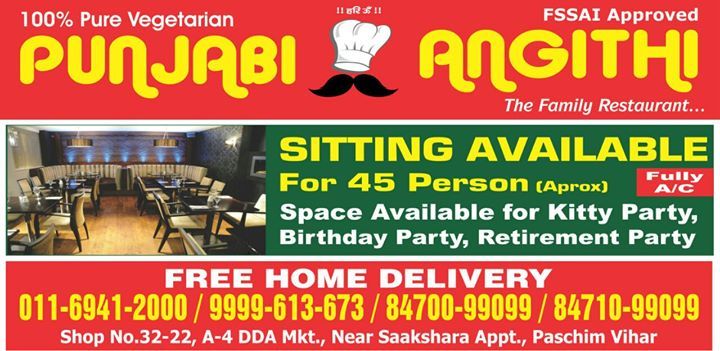 100% Pure Vegetarian
!! हरि ॐ !!
FSSAI Approved
PUNJABI ANGITHI
The Family Restaurant...
SITTING AVAILABLE
For 45 Person (Aprox)
Fully A/C
Space Available for Kitty Party,
Birthday Party, Retirement Party
FREE HOME DELIVERY
011-6941-2000 / 9999-613-673 / 84700-99099 / 84710-99099
Shop No.32-22, A-4 DDA Mkt., Near Saakshara Appt., Paschim Vihar